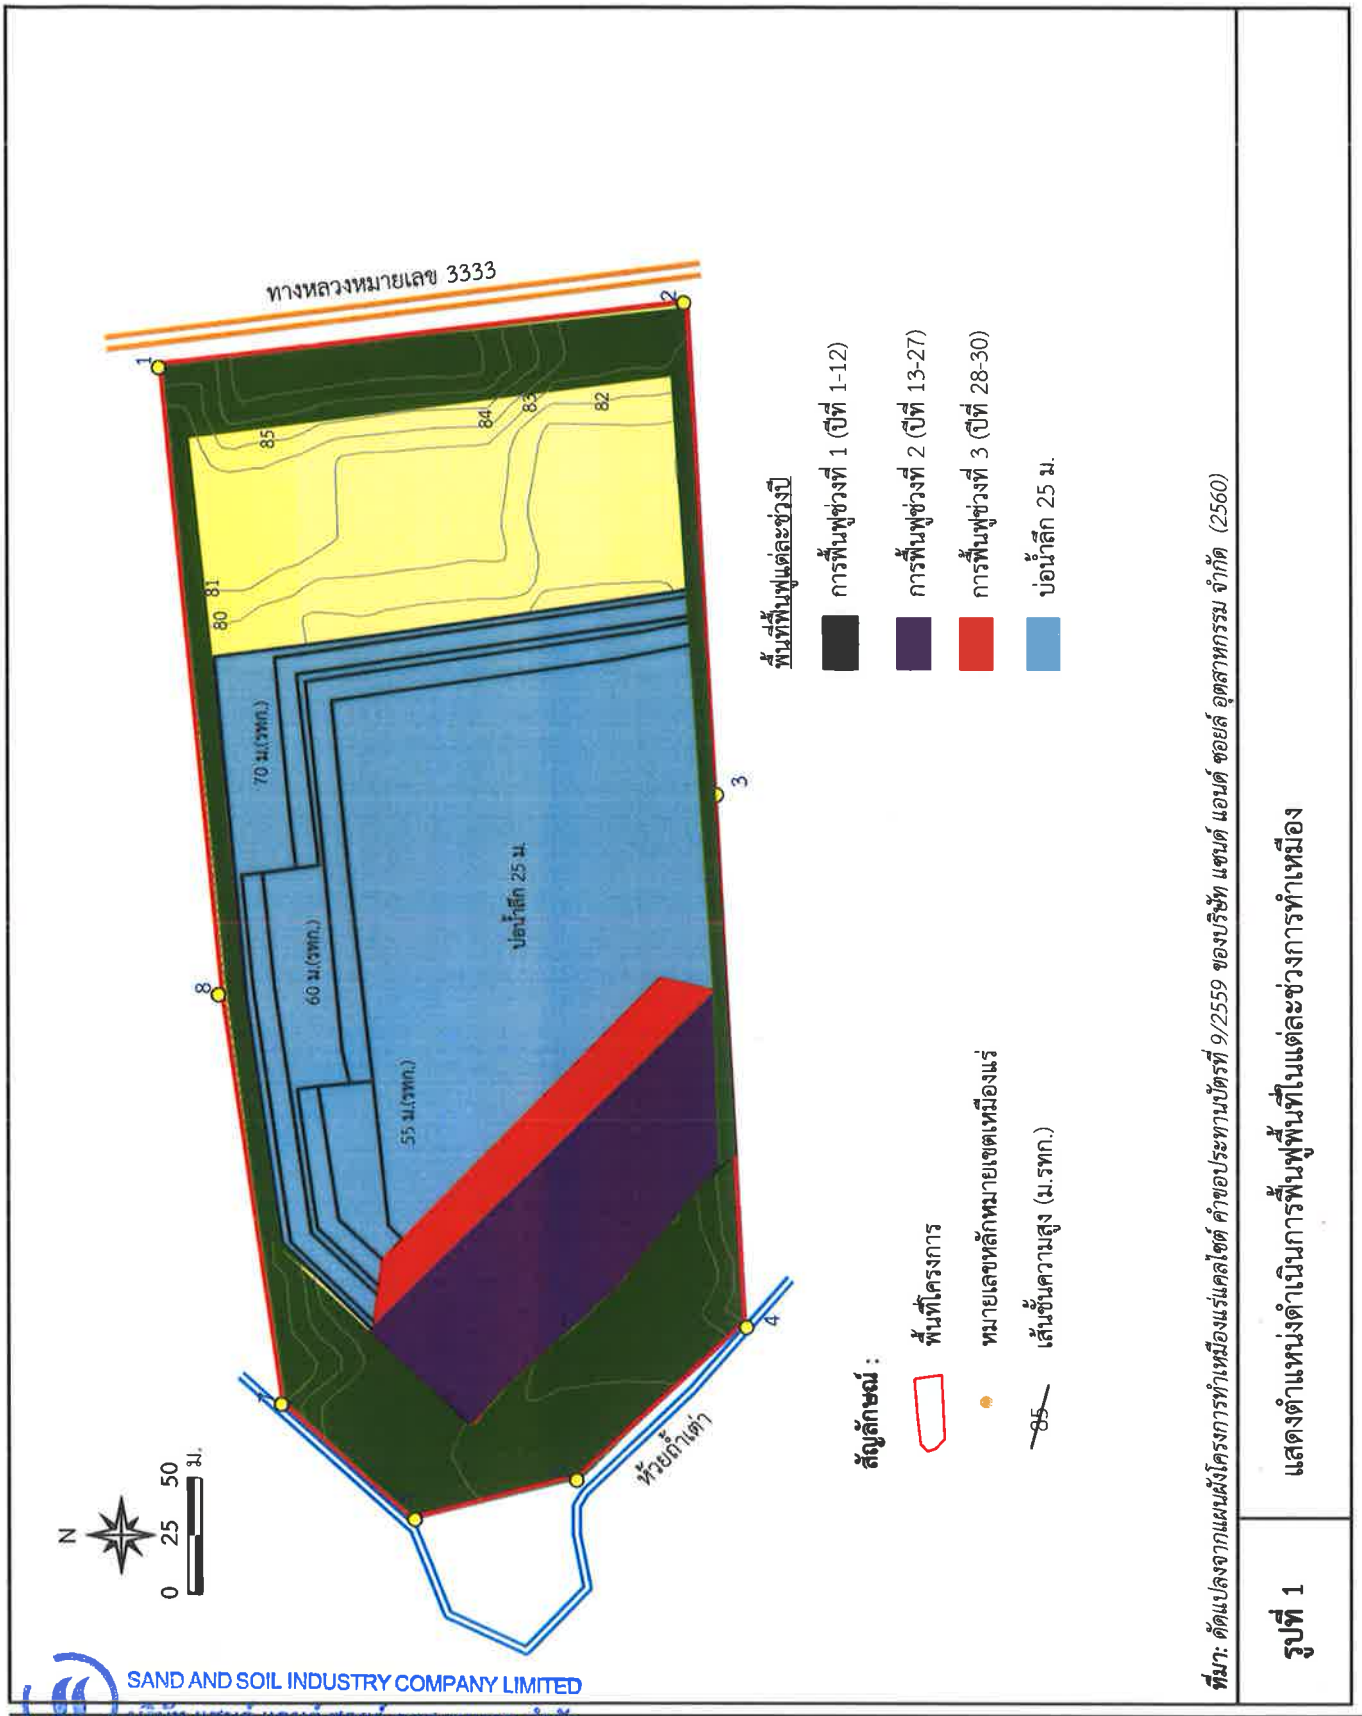 N
0 25 50 ม.
ทางหลวงหมายเลข 3333
1
2
3
4
8
85
84
83
82
81
80
70 ม.(รทก.)
60 ม.(รทก.)
55 ม.(รทก.)
บ่อน้ำลึก 25 ม.
ห้วยถ้ำเต่า
สัญลักษณ์ :
พื้นที่โครงการ
หมายเลขหลักหมายเขตเหมืองแร่
85 เส้นชั้นความสูง (ม.รทก.)
พื้นที่ฟื้นฟูแต่ละช่วงปี
การฟื้นฟูช่วงที่ 1 (ปีที่ 1-12)
การฟื้นฟูช่วงที่ 2 (ปีที่ 13-27)
การฟื้นฟูช่วงที่ 3 (ปีที่ 28-30)
บ่อน้ำลึก 25 ม.
ที่มา: ดัดแปลงจากแผนผังโครงการทำเหมืองแร่แคลไซต์ คำขอประทานบัตรที่ 9/2559 ของบริษัท แซนด์ แอนด์ ซอยล์ อุตสาหกรรม จำกัด (2560)
รูปที่ 1
แสดงตำแหน่งดำเนินการฟื้นฟูพื้นที่ในแต่ละช่วงการทำเหมือง
SAND AND SOIL INDUSTRY COMPANY LIMITED